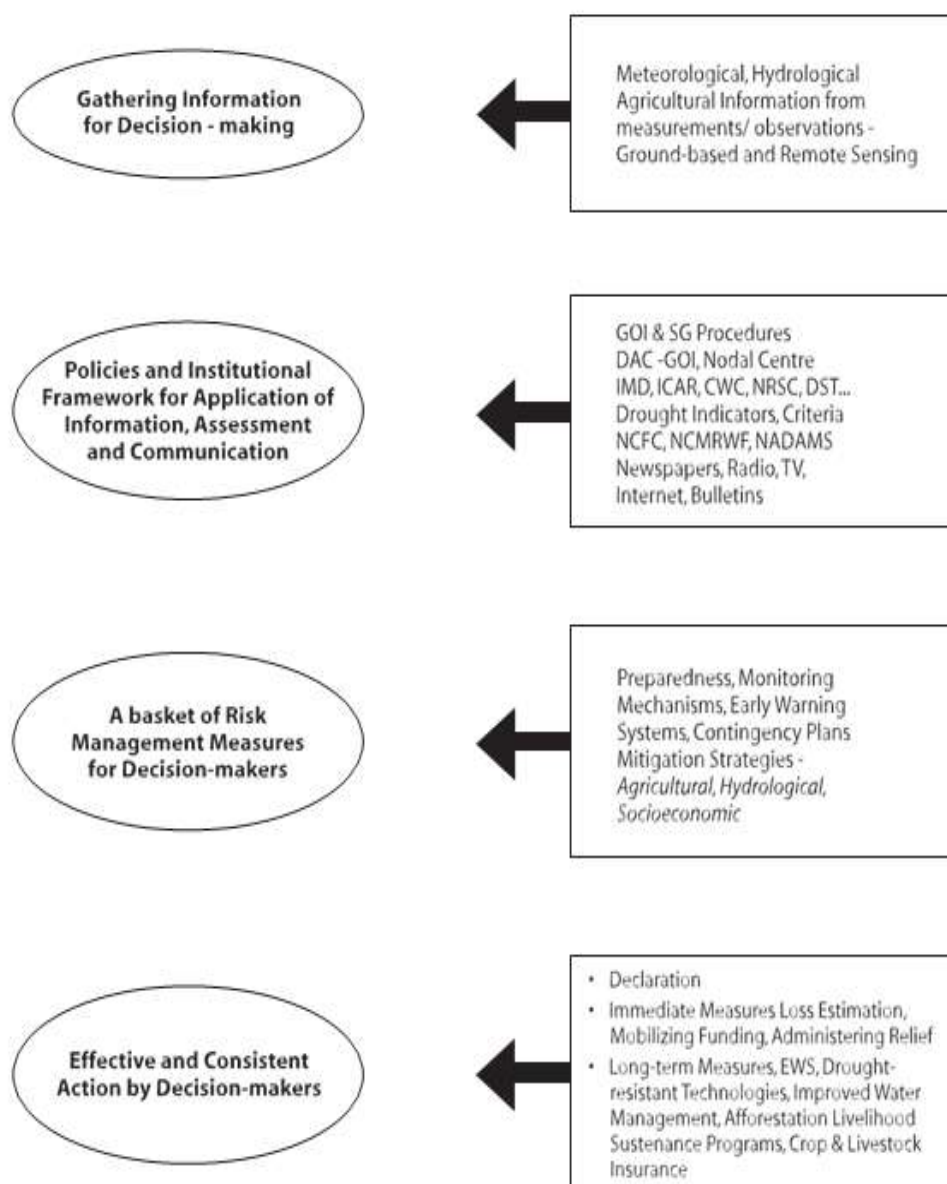 Gathering Information
for Decision - making
Meteorological, Hydrological
Agricultural Information from
measurements/ observations -
Ground-based and Remote Sensing
Policies and Institutional
Framework for Application of
Information, Assessment
and Communication
GOI & SG Procedures
DAC -GOI, Nodal Centre
IMD, ICAR, CWC, NRSC, DST...
Drought Indicators, Criteria
NCFC, NCMRWF, NADAMS
Newspapers, Radio, TV,
Internet, Bulletins
A basket of Risk
Management Measures
for Decision-makers
Preparedness, Monitoring
Mechanisms, Early Warning
Systems, Contingency Plans
Mitigation Strategies -
Agricultural, Hydrological,
Socioeconomic
Effective and Consistent
Action by Decision-makers
• Declaration
• Immediate Measures Loss Estimation,
Mobilizing Funding, Administering Relief
• Long-term Measures, EWS, Drought-
resistant Technologies, Improved Water
Management, Afforestation Livelihood
Sustenance Programs, Crop & Livestock
Insurance